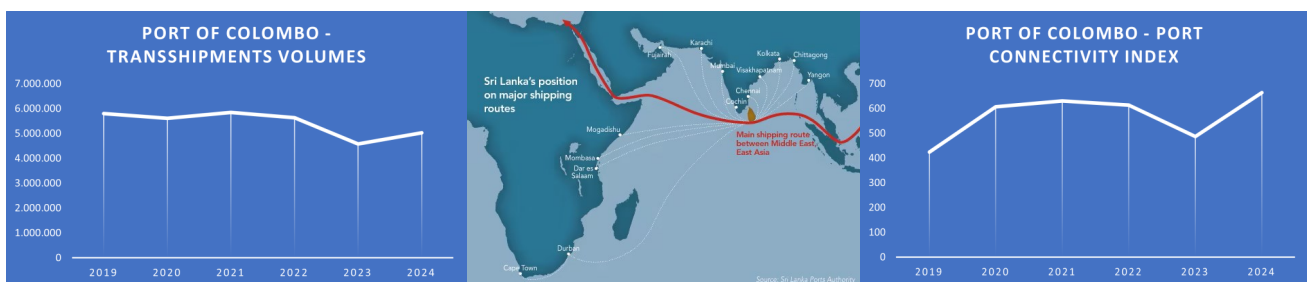 PORT OF COLOMBO -
TRANSSHIPMENTS VOLUMES
7.000.000
6.000.000
5.000.000
4.000.000
3.000.000
2.000.000
1.000.000
0
2019 2020 2021 2022 2023 2024
Sri Lanka's position
on major shipping
routes
Fujairah
Karachi
Mumbai
Kolkata
Chittagong
Visakhapatnam
Yangon
Chennai
Cochin
Main shipping route
between Middle East,
East Asia
Mogadishu
Mombasa
Dar es
Salaam
Durban
Cape Town
Source: Sri Lanka Ports Authority
PORT OF COLOMBO - PORT
CONNECTIVITY INDEX
700
600
500
400
300
200
100
0
2019 2020 2021 2022 2023 2024